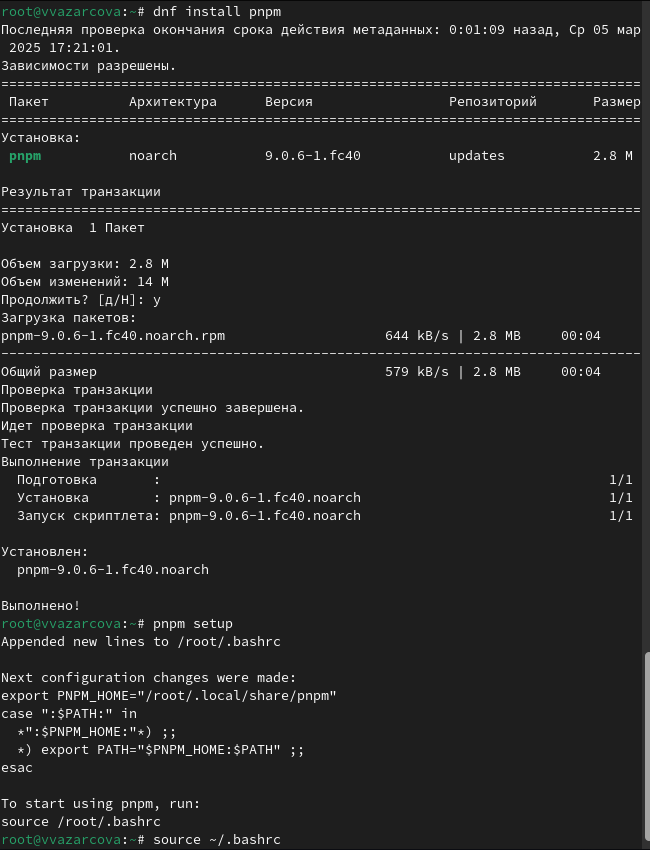 root@vvazarcova:~# dnf install pnpm
Последняя проверка окончания срока действия метаданных: 0:01:09 назад, Ср 05 мар
 2025 17:21:01.
Зависимости разрешены.
================================================================================
 Пакет          Архитектура      Версия                 Репозиторий       Размер
================================================================================
Установка:
 pnpm           noarch           9.0.6-1.fc40           updates           2.8 M

Результат транзакции
================================================================================
Установка  1 Пакет

Объем загрузки: 2.8 M
Объем изменений: 14 M
Продолжить? [д/Н]: y
Загрузка пакетов:
pnpm-9.0.6-1.fc40.noarch.rpm                    644 kB/s | 2.8 MB     00:04
--------------------------------------------------------------------------------
Общий размер                                    579 kB/s | 2.8 MB     00:04
Проверка транзакции
Проверка транзакции успешно завершена.
Идет проверка транзакции
Тест транзакции проведен успешно.
Выполнение транзакции
  Подготовка       :                                                        1/1
  Установка        : pnpm-9.0.6-1.fc40.noarch                               1/1
  Запуск скриптлета: pnpm-9.0.6-1.fc40.noarch                               1/1

Установлен:
  pnpm-9.0.6-1.fc40.noarch

Выполнено!
root@vvazarcova:~# pnpm setup
Appended new lines to /root/.bashrc

Next configuration changes were made:
export PNPM_HOME="/root/.local/share/pnpm"
case ":$PATH:" in
  *":$PNPM_HOME:"*) ;;
  *) export PATH="$PNPM_HOME:$PATH" ;;
esac

To start using pnpm, run:
source /root/.bashrc
root@vvazarcova:~# source ~/.bashrc